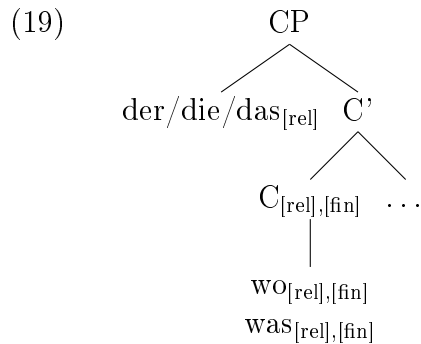 (19) CP
der/die/das[rel] C'
C[rel],[fin] ...
wo[rel],[fin]
was[rel],[fin]